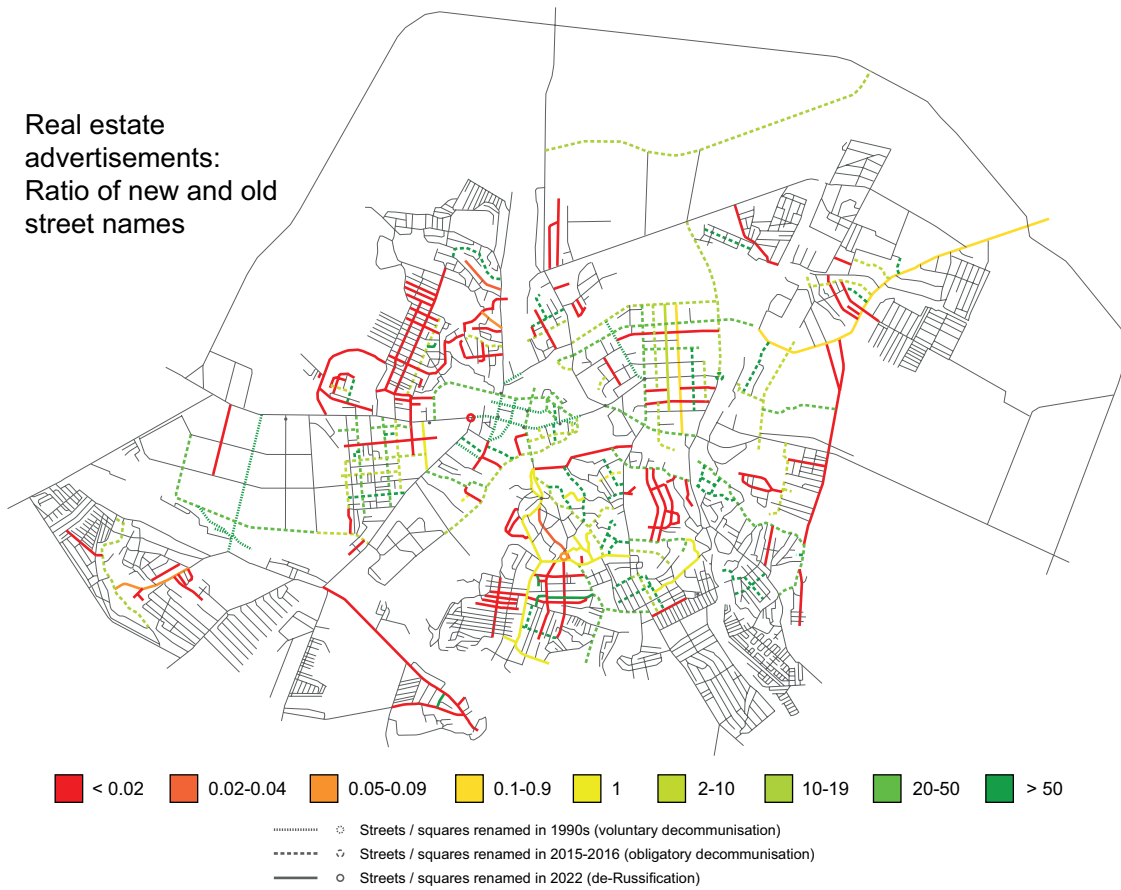 Real estate
advertisements:
Ratio of new and old
street names
< 0.02
0.02-0.04
0.05-0.09
0.1-0.9
1
2-10
10-19
20-50
> 50
Streets / squares renamed in 1990s (voluntary decommunisation)
Streets / squares renamed in 2015-2016 (obligatory decommunisation)
Streets / squares renamed in 2022 (de-Russification)